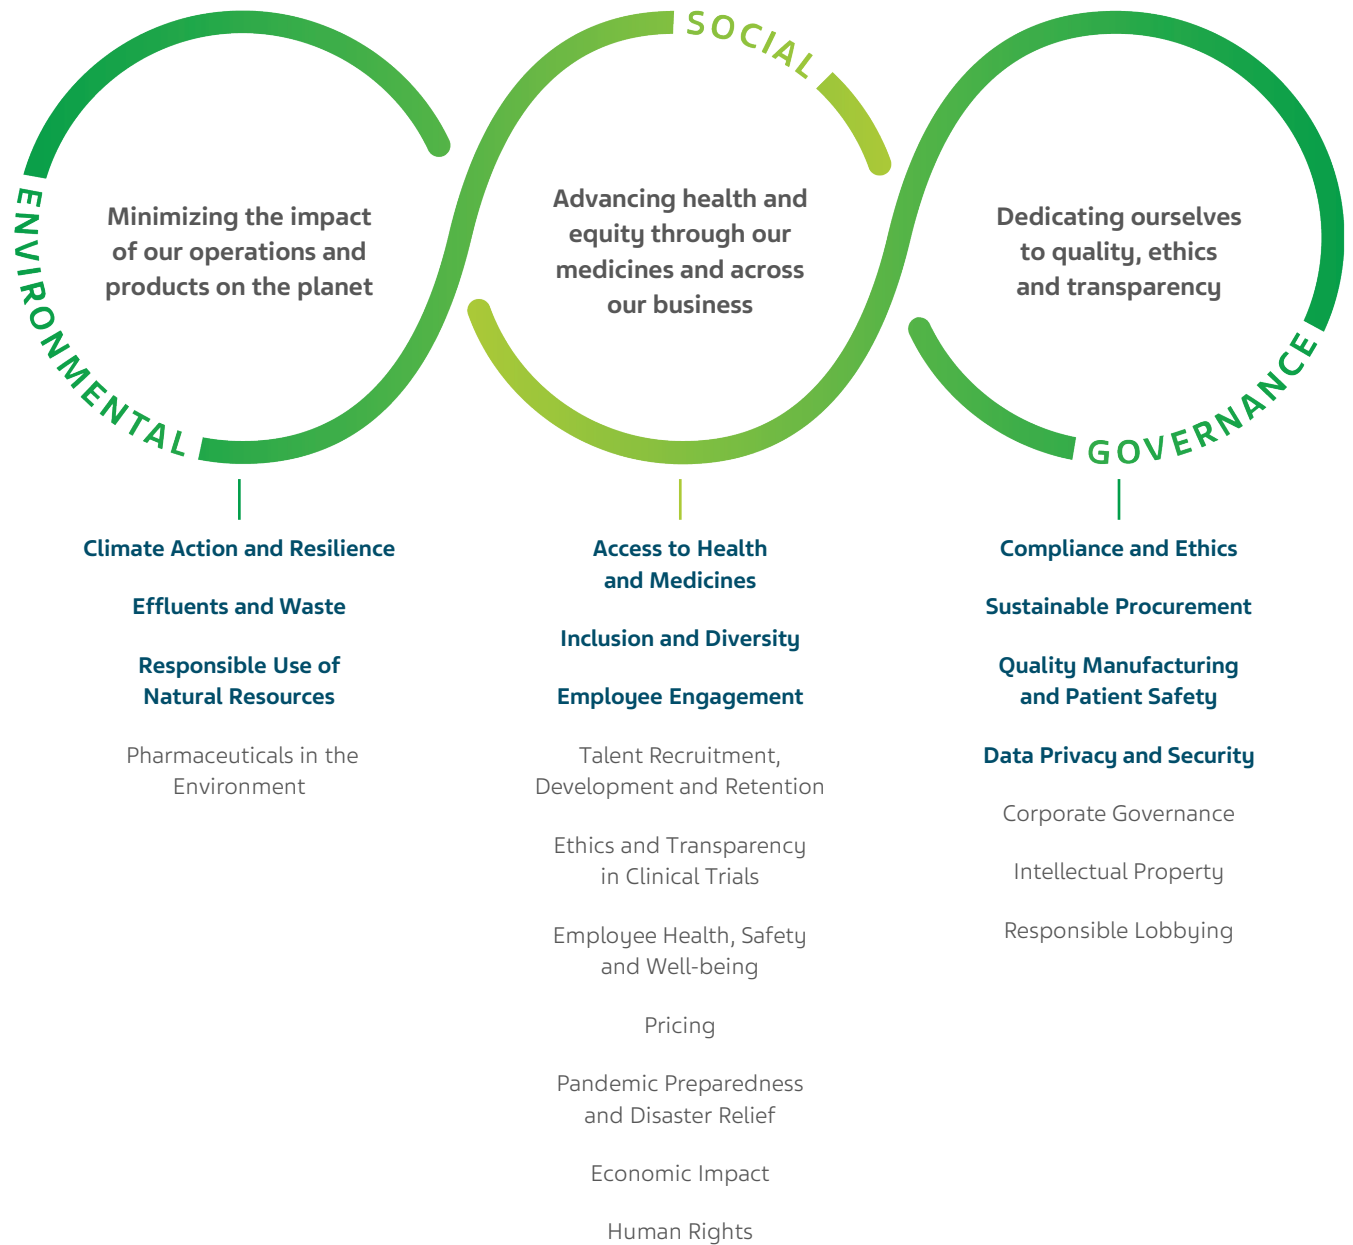 ENVIRONMENTAL
Minimizing the impact
of our operations and
products on the planet
Climate Action and Resilience
Effluents and Waste
Responsible Use of
Natural Resources
Pharmaceuticals in the
Environment
SOCIAL
Advancing health and
equity through our
medicines and across
our business
Access to Health
and Medicines
Inclusion and Diversity
Employee Engagement
Talent Recruitment,
Development and Retention
Ethics and Transparency
in Clinical Trials
Employee Health, Safety
and Well-being
Pricing
Pandemic Preparedness
and Disaster Relief
Economic Impact
Human Rights
GOVERNANCE
Dedicating ourselves
to quality, ethics
and transparency
Compliance and Ethics
Sustainable Procurement
Quality Manufacturing
and Patient Safety
Data Privacy and Security
Corporate Governance
Intellectual Property
Responsible Lobbying